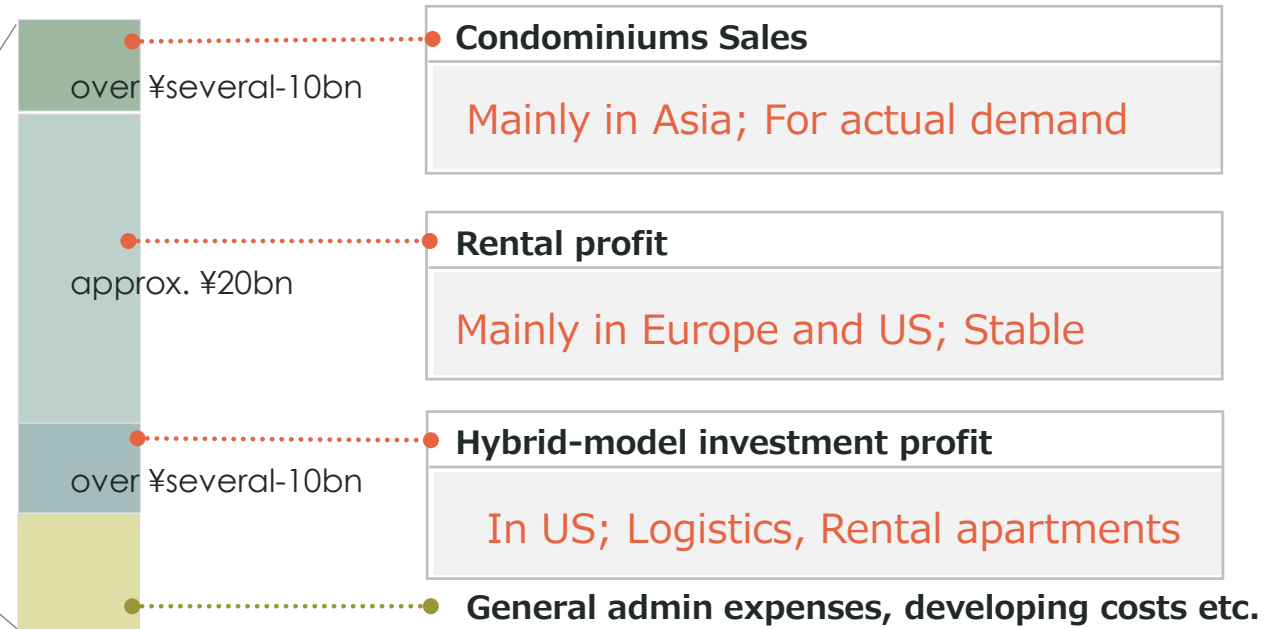 Condominiums Sales
over ¥several-10bn
Mainly in Asia; For actual demand
Rental profit
approx. ¥20bn
Mainly in Europe and US; Stable
Hybrid-model investment profit
over ¥several-10bn
In US; Logistics, Rental apartments
General admin expenses, developing costs etc.